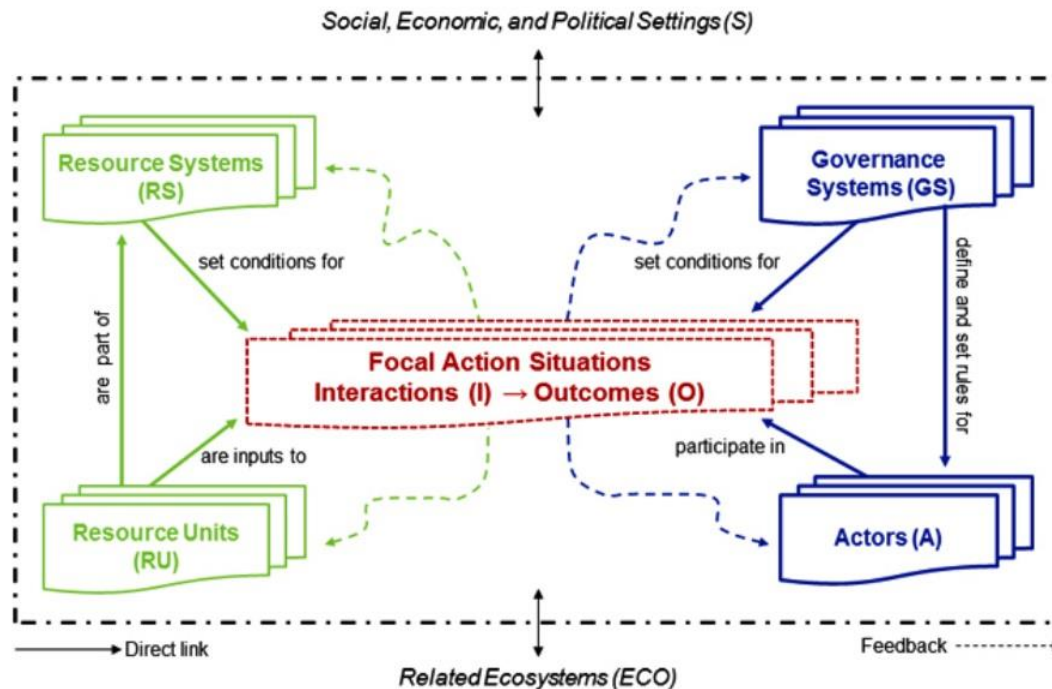 Social, Economic, and Political Settings (S)
Resource Systems
(RS)
Governance
Systems (GS)
set conditions for
set conditions for
are part of
define and set rules for
Focal Action Situations
Interactions (I) → Outcomes (O)
are inputs to
participate in
Resource Units
(RU)
Actors (A)
Direct link
Feedback
Related Ecosystems (ECO)